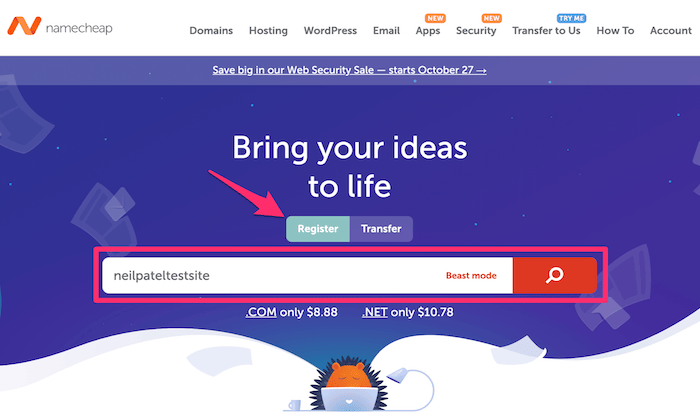 namecheap
NEW NEW TRY ME
Domains Hosting WordPress Email Apps Security Transfer to Us How To Account
Save big in our Web Security Sale — starts October 27 →
Bring your ideas
to life
Register Transfer
neilpateltestsite Beast mode
.COM only $8.88 .NET only $10.78